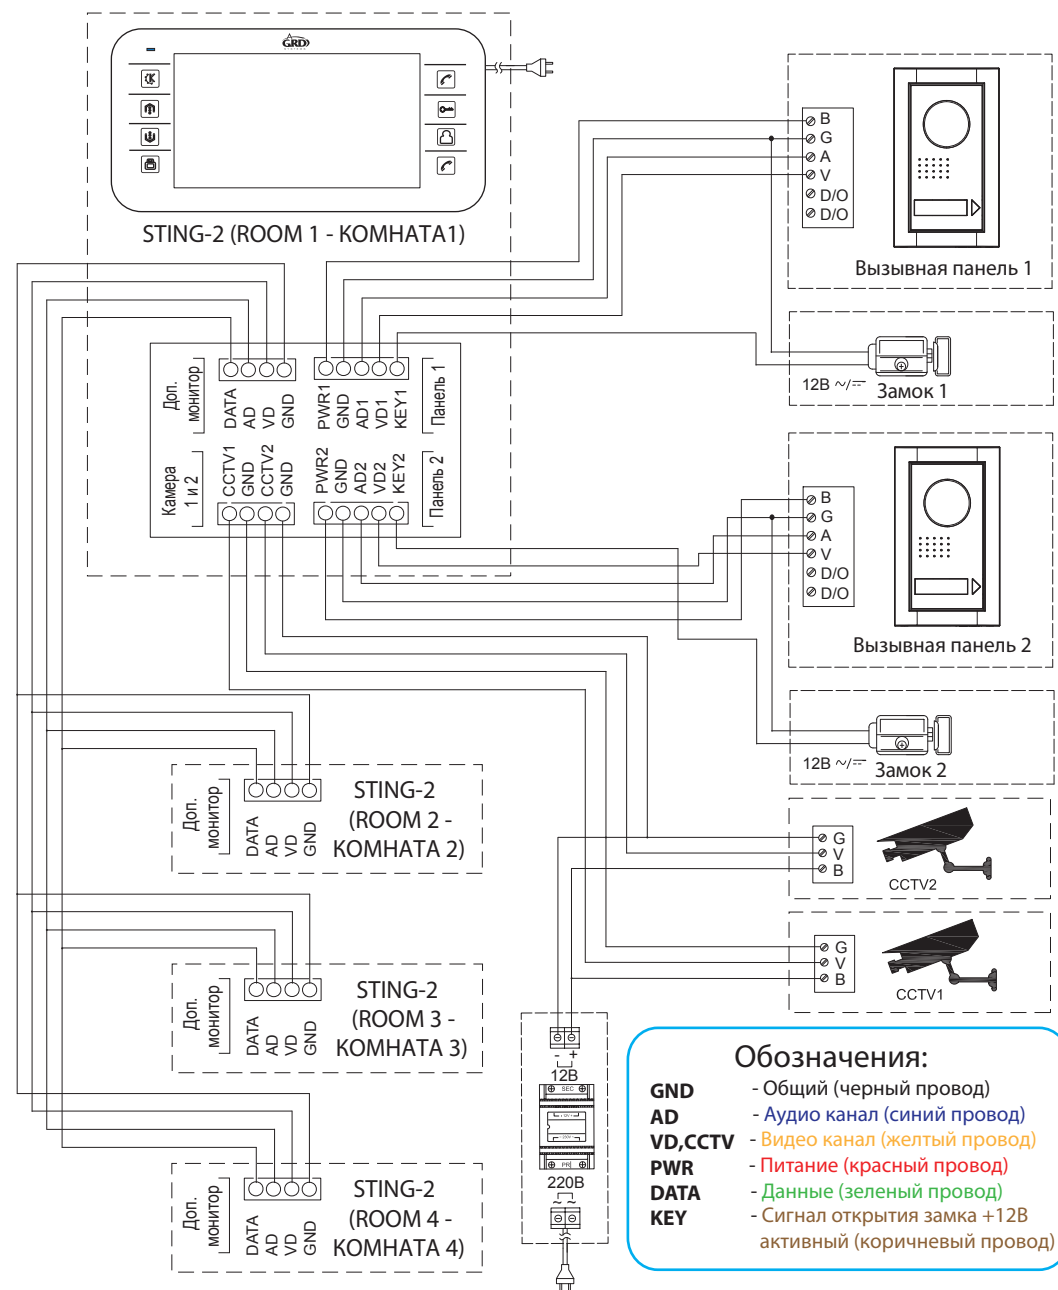 GRD
SYSTEMS
STING-2 (ROOM 1 - КОМНАТА1)
B
G
A
V
D/O
D/O
Вызывная панель 1
12В ~/⎓
Замок 1
Доп.
монитор
DATA
AD
VD
GND
PWR1
GND
AD1
VD1
KEY1
Панель 1
Камера
1 и 2
CCTV1
GND
CCTV2
GND
PWR2
GND
AD2
VD2
KEY2
Панель 2
B
G
A
V
D/O
D/O
Вызывная панель 2
12В ~/⎓
Замок 2
Доп.
монитор
DATA
AD
VD
GND
STING-2
(ROOM 2 -
КОМНАТА 2)
G
V
B
CCTV2
Доп.
монитор
DATA
AD
VD
GND
STING-2
(ROOM 3 -
КОМНАТА 3)
G
V
B
CCTV1
Доп.
монитор
DATA
AD
VD
GND
STING-2
(ROOM 4 -
КОМНАТА 4)
- +
12В
SEC
PRI
220В
~ ~
Обозначения:
GND - Общий (черный провод)
AD - Аудио канал (синий провод)
VD,CCTV - Видео канал (желтый провод)
PWR - Питание (красный провод)
DATA - Данные (зеленый провод)
KEY - Сигнал открытия замка +12В
активный (коричневый провод)